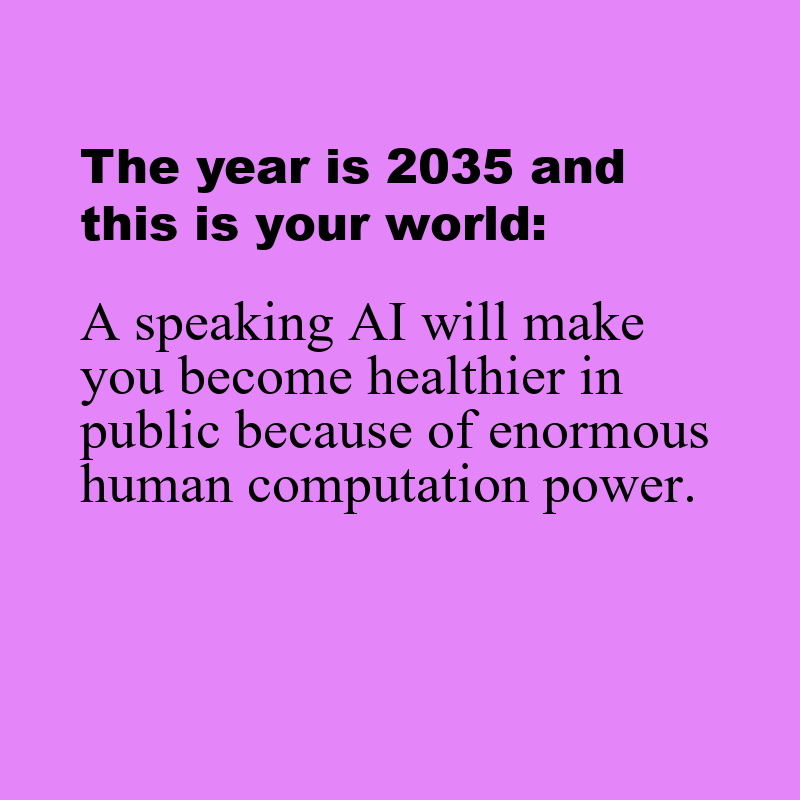 The year is 2035 and
this is your world:
A speaking AI will make
you become healthier in
public because of enormous
human computation power.